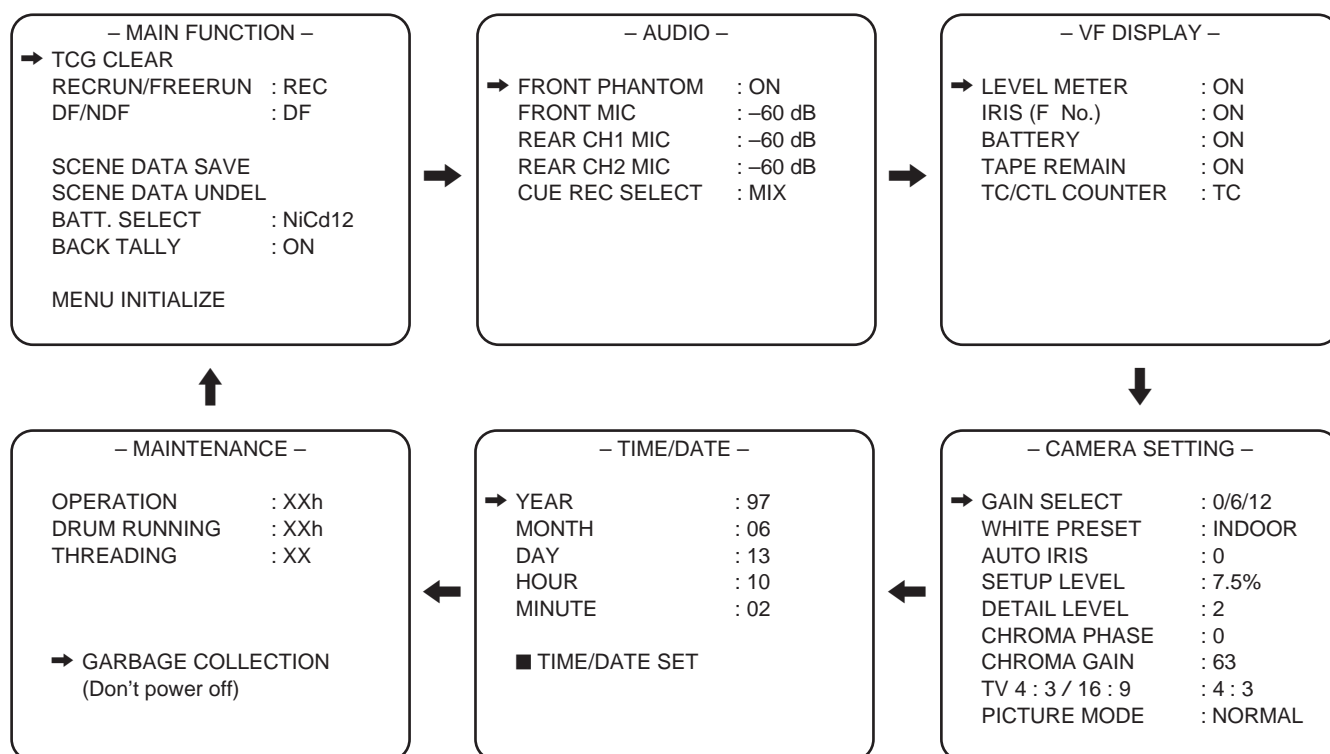 – MAIN FUNCTION –
➡ TCG CLEAR
RECRUN/FREERUN : REC
DF/NDF : DF
SCENE DATA SAVE
SCENE DATA UNDEL
BATT. SELECT : NiCd12
BACK TALLY : ON
MENU INITIALIZE
– AUDIO –
➡ FRONT PHANTOM : ON
FRONT MIC : –60 dB
REAR CH1 MIC : –60 dB
REAR CH2 MIC : –60 dB
CUE REC SELECT : MIX
– VF DISPLAY –
➡ LEVEL METER : ON
IRIS (F No.) : ON
BATTERY : ON
TAPE REMAIN : ON
TC/CTL COUNTER : TC
– MAINTENANCE –
OPERATION : XXh
DRUM RUNNING : XXh
THREADING : XX
➡ GARBAGE COLLECTION
(Don’t power off)
– TIME/DATE –
➡ YEAR : 97
MONTH : 06
DAY : 13
HOUR : 10
MINUTE : 02
■ TIME/DATE SET
– CAMERA SETTING –
➡ GAIN SELECT : 0/6/12
WHITE PRESET : INDOOR
AUTO IRIS : 0
SETUP LEVEL : 7.5%
DETAIL LEVEL : 2
CHROMA PHASE : 0
CHROMA GAIN : 63
TV 4 : 3 / 16 : 9 : 4 : 3
PICTURE MODE : NORMAL